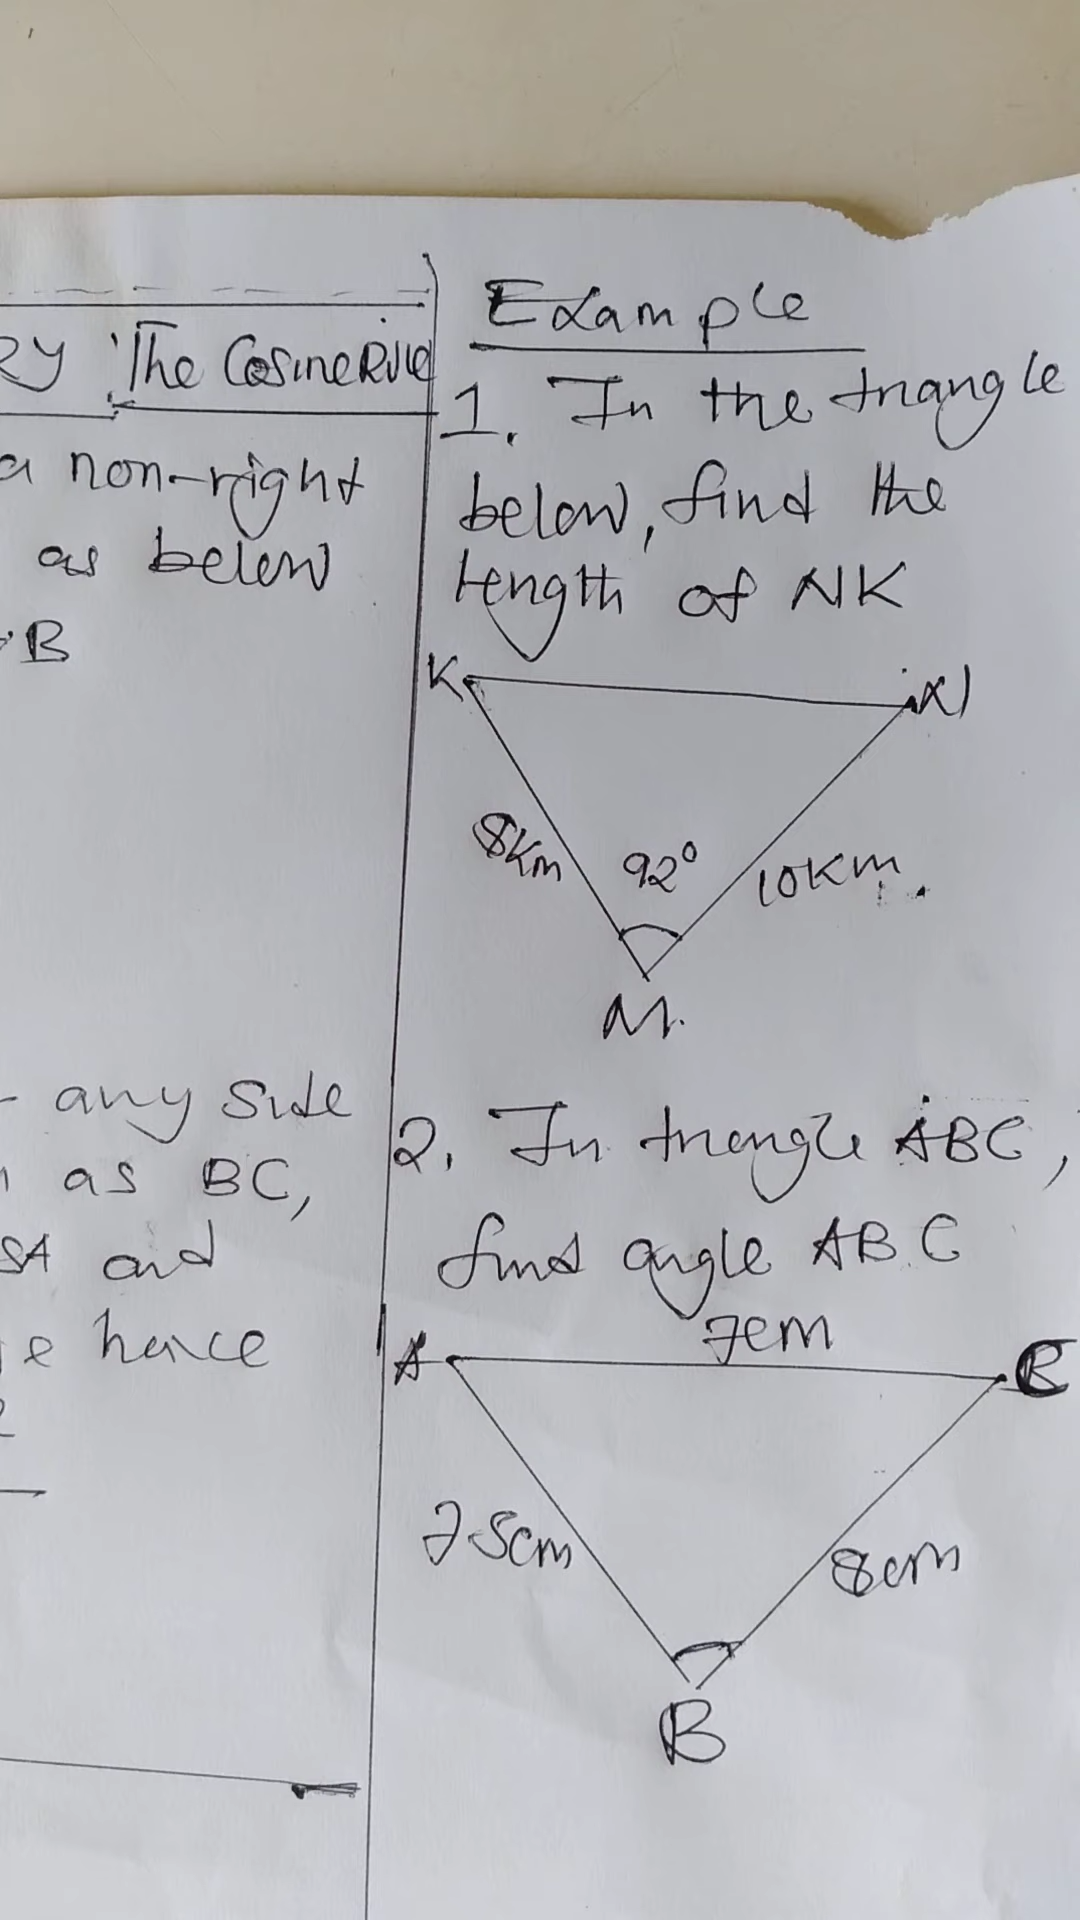 RY The Cosine Rule
a non-right
as below
B
any side
as BC,
SA and
e hence
Example
1. In the triangle
below, find the
length of NK
K
N
8km
92°
10km
M.
2. In triangle ABC,
find angle ABC
7cm
A
C
7.5cm
8cm
B